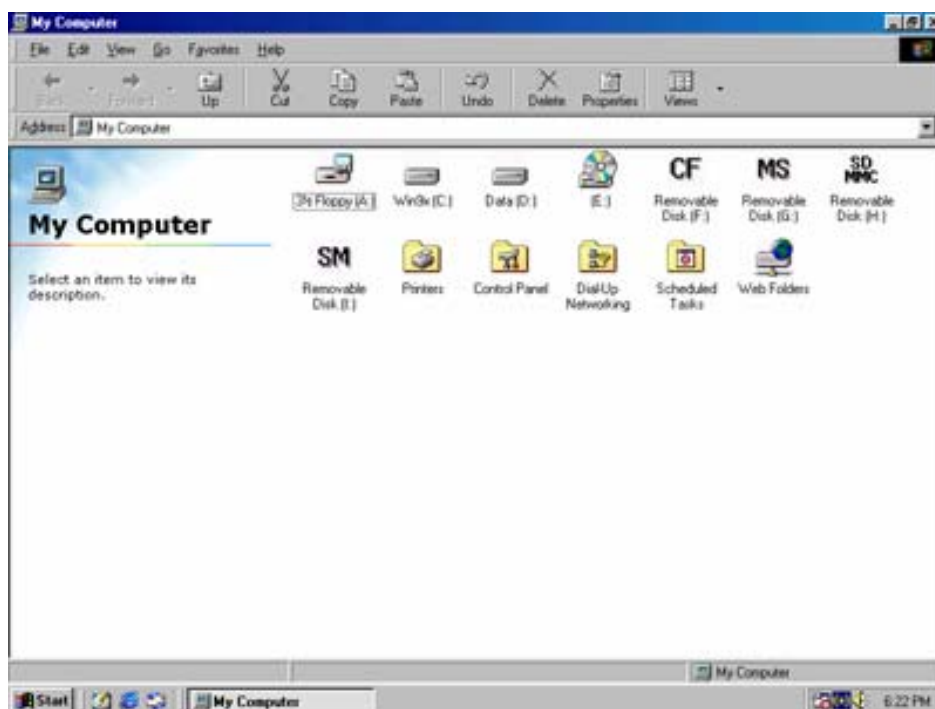 My Computer
File Edit View Go Favorites Help
Back Forward Up Cut Copy Paste Undo Delete Properties Views
Address My Computer
My Computer
Select an item to view its
description.
3½ Floppy (A:)
Win9x (C:)
Data (D:)
(E:)
CF
Removable
Disk (F:)
MS
Removable
Disk (G:)
SD
MMC
Removable
Disk (H:)
SM
Removable
Disk (I:)
Printers
Control Panel
Dial-Up
Networking
Scheduled
Tasks
Web Folders
My Computer
Start My Computer 6:22 PM